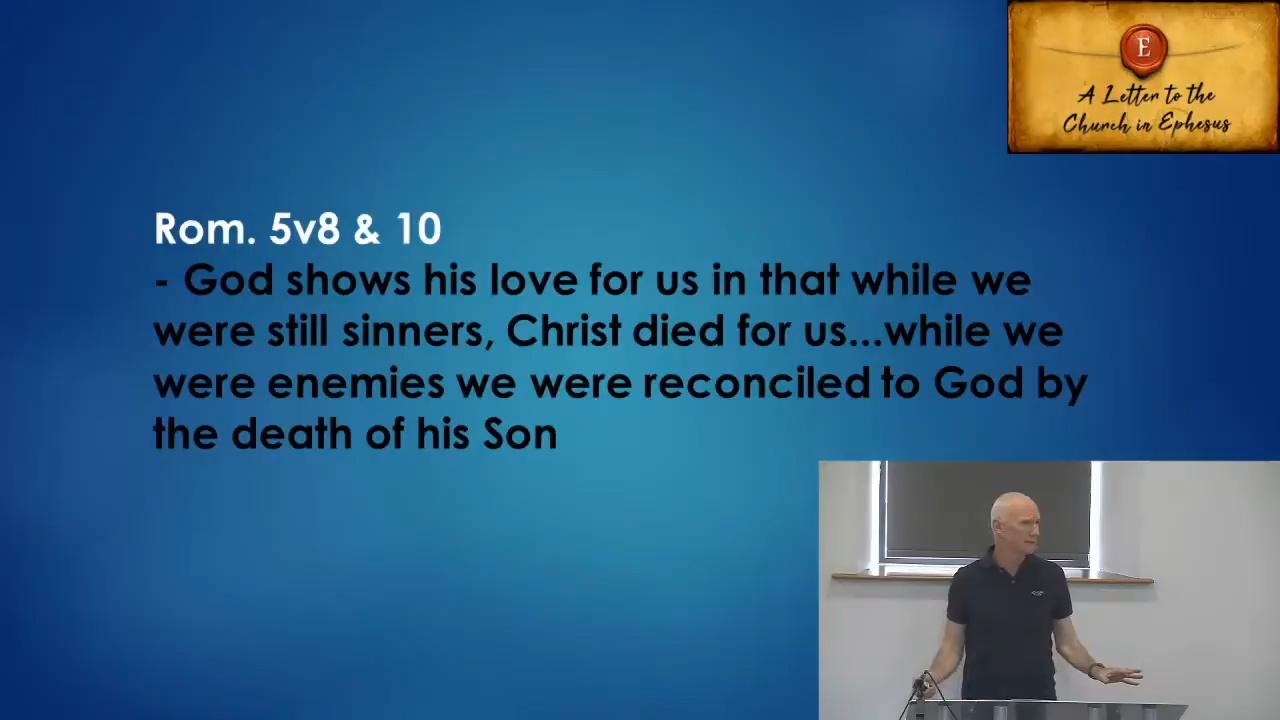 E
A Letter to the
Church in Ephesus
Rom. 5v8 & 10
- God shows his love for us in that while we
were still sinners, Christ died for us...while we
were enemies we were reconciled to God by
the death of his Son